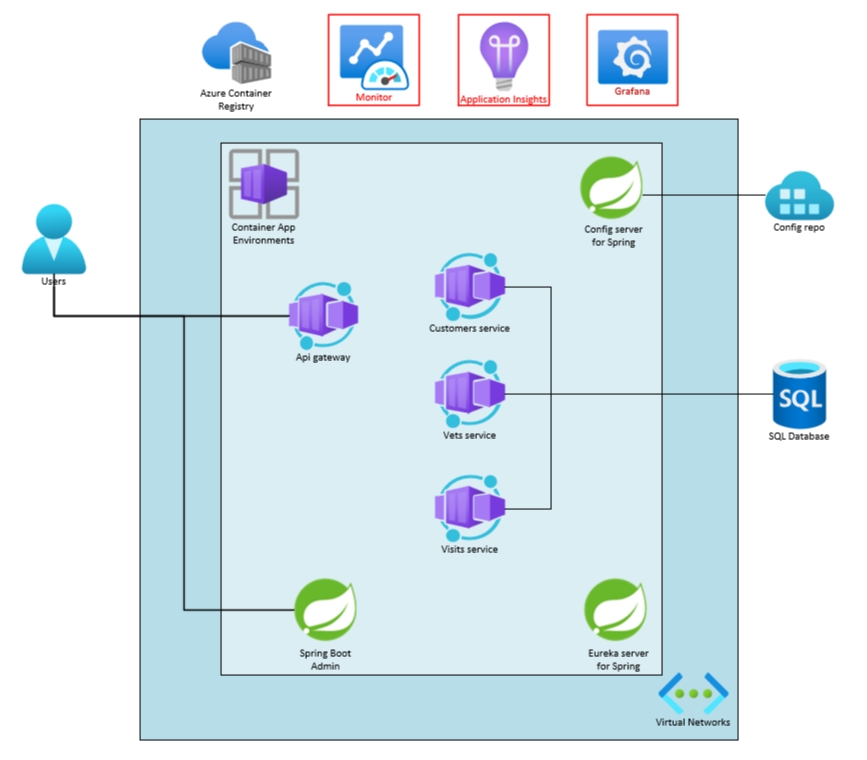 Azure Container
Registry
Monitor
Application Insights
Grafana
Container App
Environments
Config server
for Spring
Config repo
Users
Customers service
Api gateway
SQL
SQL Database
Vets service
Visits service
Spring Boot
Admin
Eureka server
for Spring
Virtual Networks